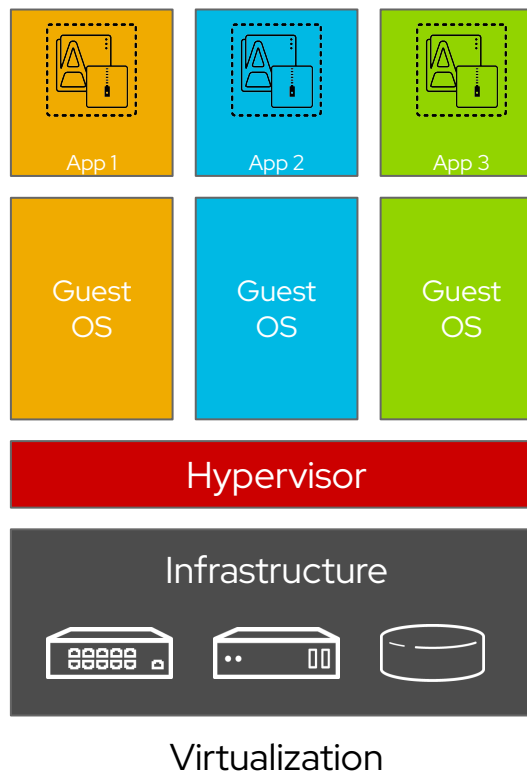 App 1
App 2
App 3
Guest
OS
Guest
OS
Guest
OS
Hypervisor
Infrastructure
Virtualization